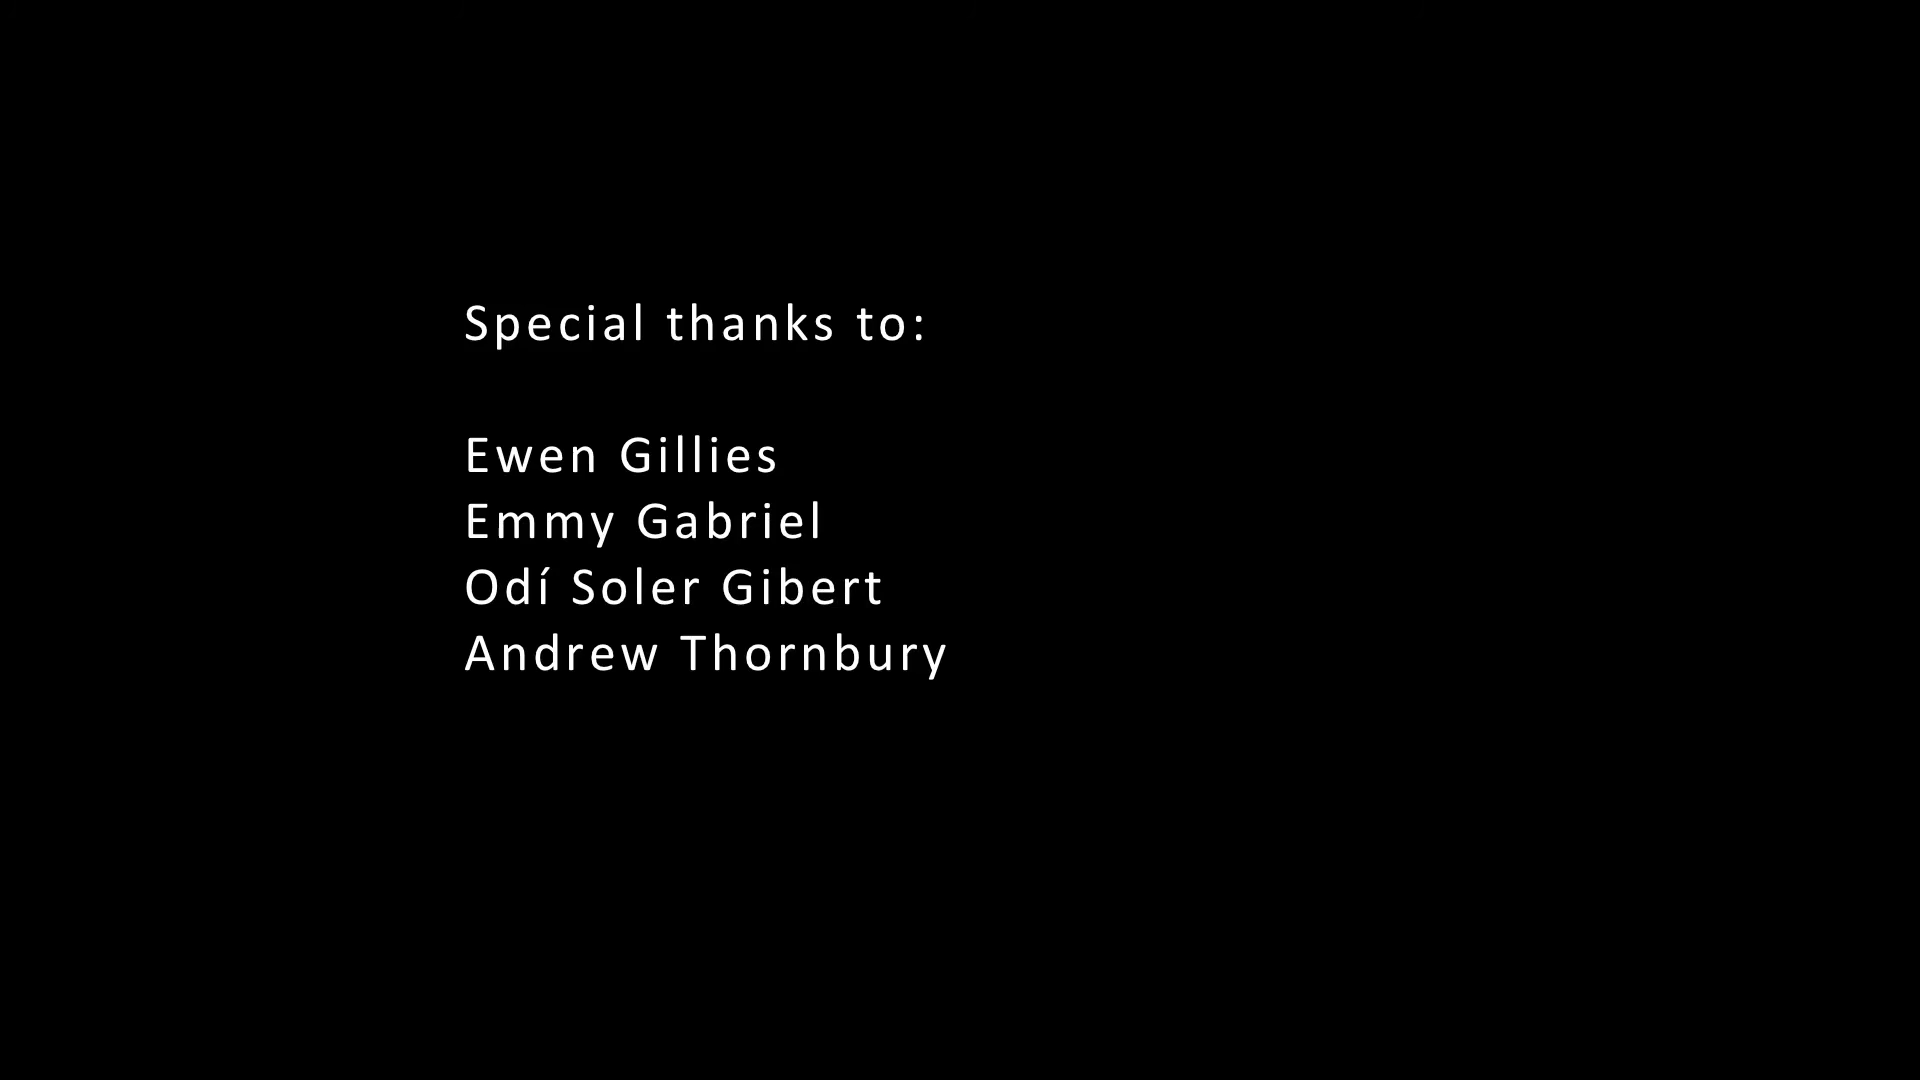 Special thanks to:
Ewen Gillies
Emmy Gabriel
Odí Soler Gibert
Andrew Thornbury